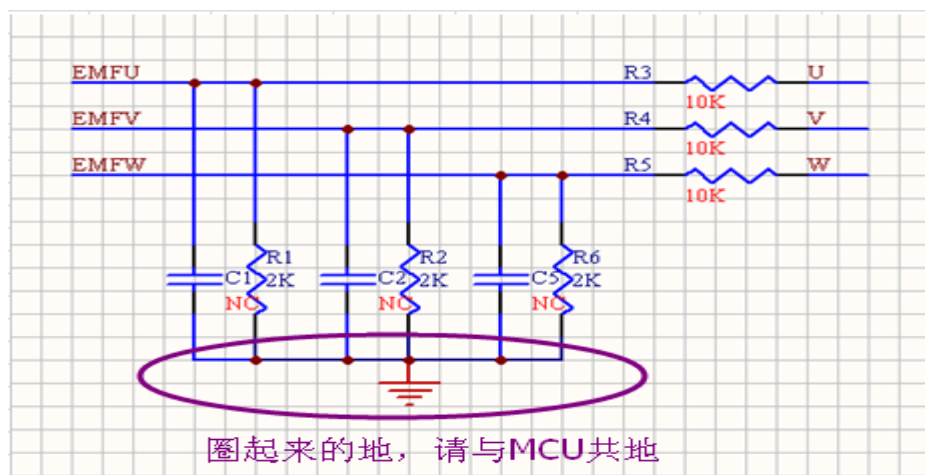 EMFU R3 U
10K
EMFV R4 V
10K
EMFW R5 W
10K
R1 R2 R6
C1 2K C2 2K C5 2K
NC NC NC
圈起来的地，请与MCU共地